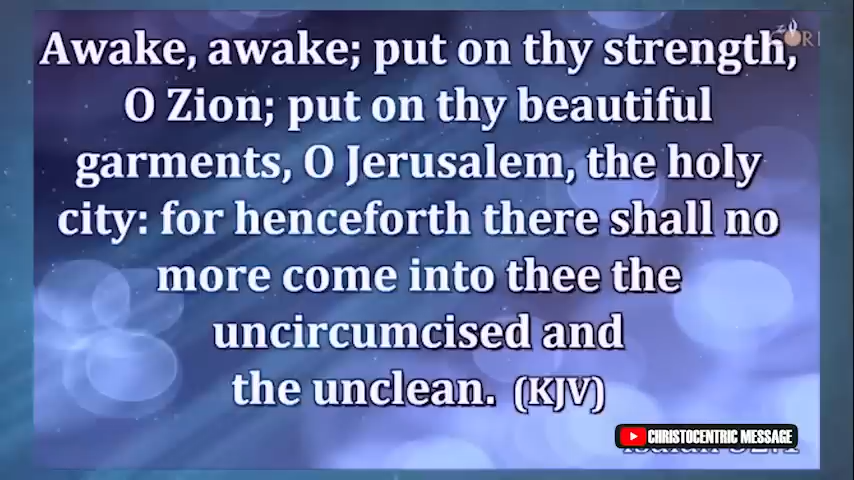 Awake, awake; put on thy strength,
O Zion; put on thy beautiful
garments, O Jerusalem, the holy
city: for henceforth there shall no
more come into thee the
uncircumcised and
the unclean. (KJV)
CHRISTOCENTRIC MESSAGE